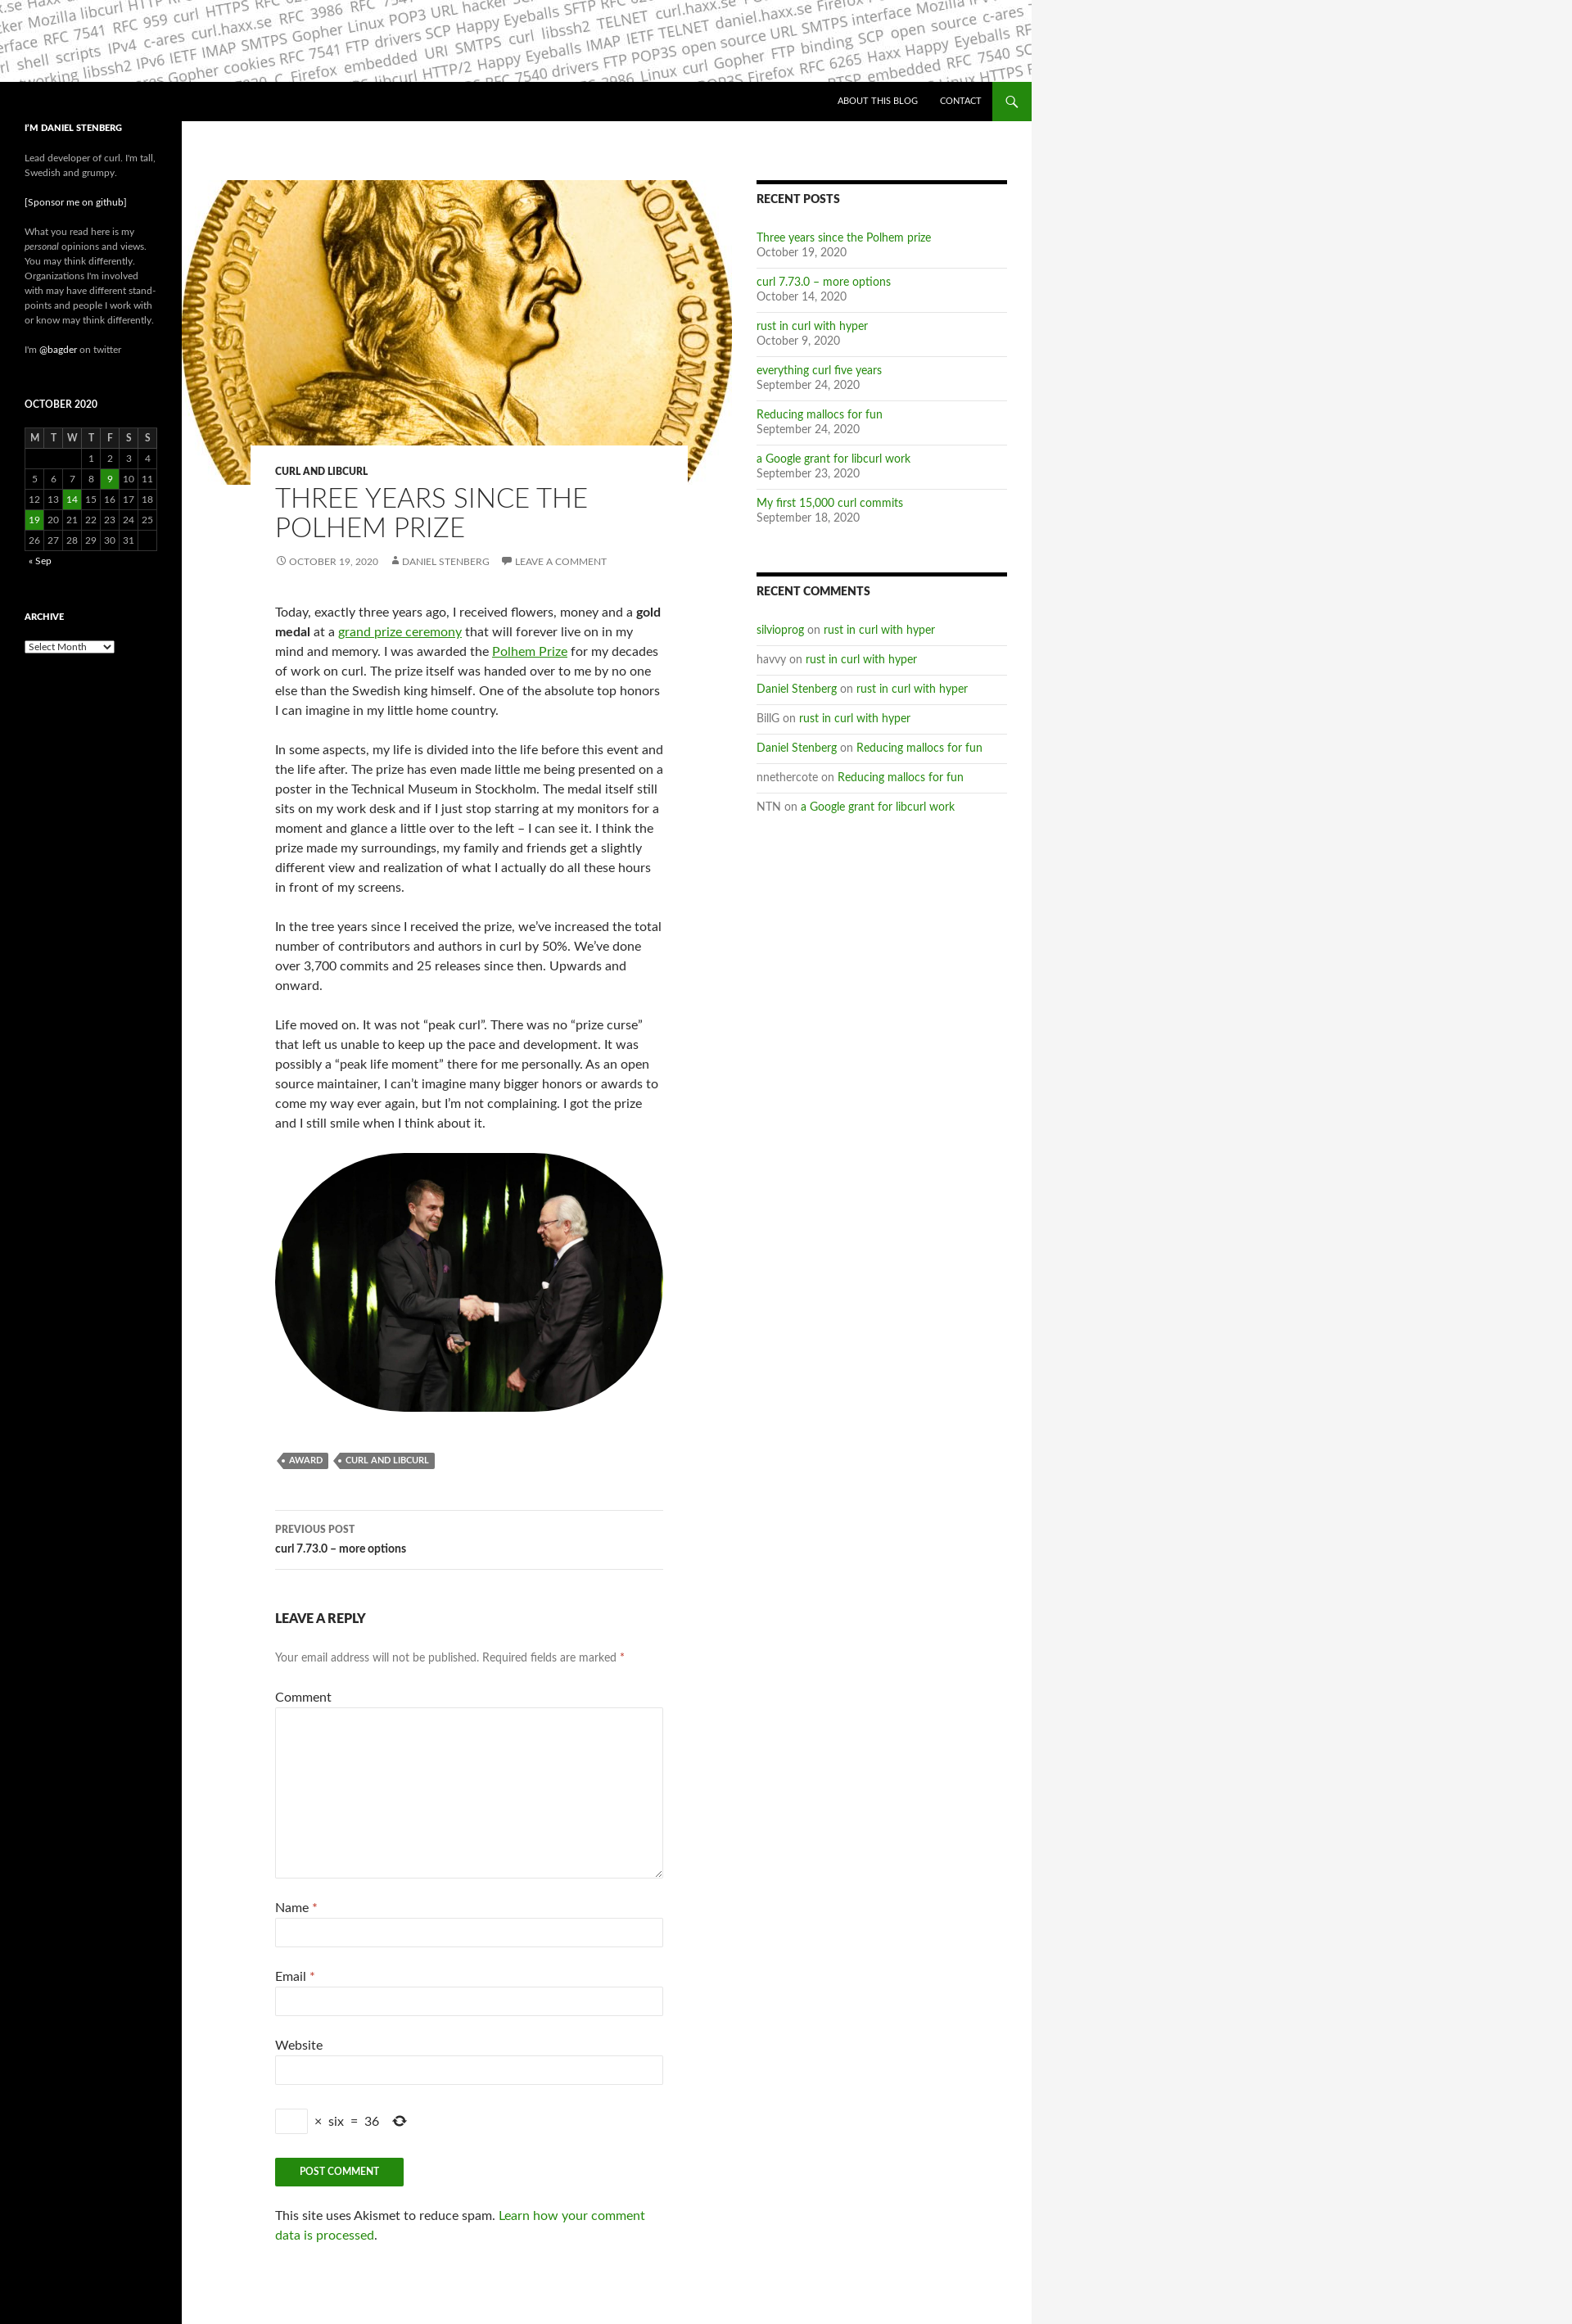 ABOUT THIS BLOG
CONTACT
I'M DANIEL STENBERG
Lead developer of curl. I'm tall,
Swedish and grumpy.
[Sponsor me on github]
What you read here is my
personal opinions and views.
You may think differently.
Organizations I'm involved
with may have different stand-
points and people I work with
or know may think differently.
I'm @bagder on twitter
OCTOBER 2020
M T W T F S S
1 2 3 4
5 6 7 8 9 10 11
12 13 14 15 16 17 18
19 20 21 22 23 24 25
26 27 28 29 30 31
« Sep
ARCHIVE
Select Month
CURL AND LIBCURL
THREE YEARS SINCE THE
POLHEM PRIZE
OCTOBER 19, 2020 DANIEL STENBERG LEAVE A COMMENT
Today, exactly three years ago, I received flowers, money and a gold
medal at a grand prize ceremony that will forever live on in my
mind and memory. I was awarded the Polhem Prize for my decades
of work on curl. The prize itself was handed over to me by no one
else than the Swedish king himself. One of the absolute top honors
I can imagine in my little home country.
In some aspects, my life is divided into the life before this event and
the life after. The prize has even made little me being presented on a
poster in the Technical Museum in Stockholm. The medal itself still
sits on my work desk and if I just stop starring at my monitors for a
moment and glance a little over to the left – I can see it. I think the
prize made my surroundings, my family and friends get a slightly
different view and realization of what I actually do all these hours
in front of my screens.
In the tree years since I received the prize, we've increased the total
number of contributors and authors in curl by 50%. We've done
over 3,700 commits and 25 releases since then. Upwards and
onward.
Life moved on. It was not “peak curl”. There was no “prize curse”
that left us unable to keep up the pace and development. It was
possibly a “peak life moment” there for me personally. As an open
source maintainer, I can't imagine many bigger honors or awards to
come my way ever again, but I'm not complaining. I got the prize
and I still smile when I think about it.
AWARD CURL AND LIBCURL
PREVIOUS POST
curl 7.73.0 – more options
LEAVE A REPLY
Your email address will not be published. Required fields are marked *
Comment
Name *
Email *
Website
× six = 36
POST COMMENT
This site uses Akismet to reduce spam. Learn how your comment
data is processed.
RECENT POSTS
Three years since the Polhem prize
October 19, 2020
curl 7.73.0 – more options
October 14, 2020
rust in curl with hyper
October 9, 2020
everything curl five years
September 24, 2020
Reducing mallocs for fun
September 24, 2020
a Google grant for libcurl work
September 23, 2020
My first 15,000 curl commits
September 18, 2020
RECENT COMMENTS
silvioprog on rust in curl with hyper
havvy on rust in curl with hyper
Daniel Stenberg on rust in curl with hyper
BillG on rust in curl with hyper
Daniel Stenberg on Reducing mallocs for fun
nnethercote on Reducing mallocs for fun
NTN on a Google grant for libcurl work